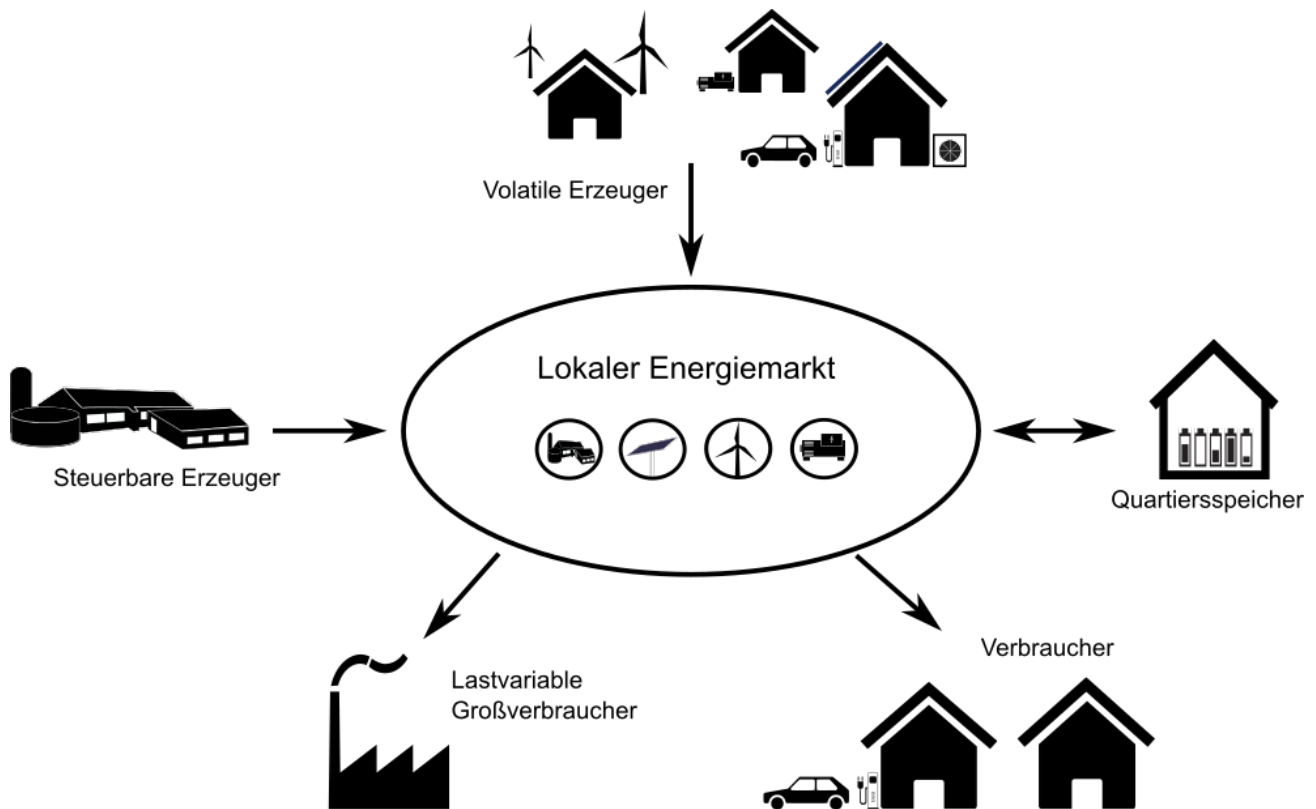 Volatile Erzeuger
Lokaler Energiemarkt
Steuerbare Erzeuger
Quartiersspeicher
Lastvariable
Großverbraucher
Verbraucher